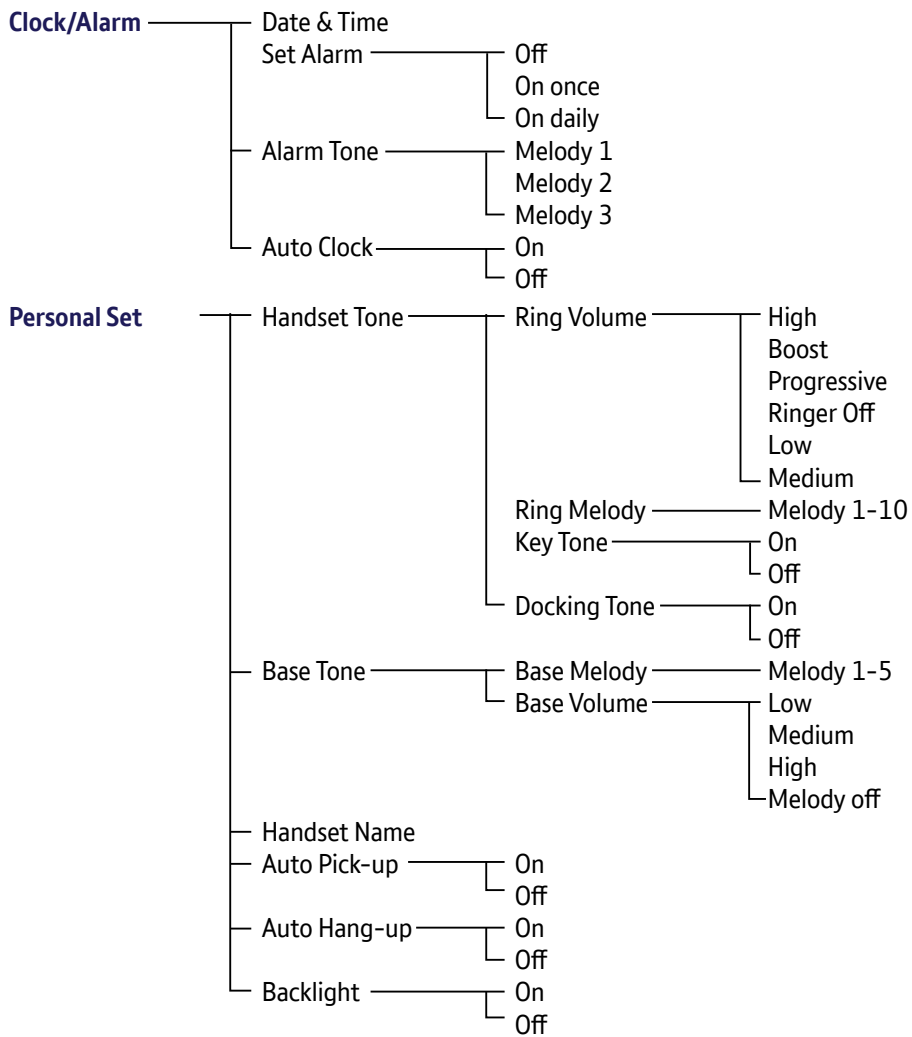 Clock/Alarm Date & Time
Set Alarm Off
On once
On daily
Alarm Tone Melody 1
Melody 2
Melody 3
Auto Clock On
Off
Personal Set Handset Tone Ring Volume High
Boost
Progressive
Ringer Off
Low
Medium
Ring Melody Melody 1-10
Key Tone On
Off
Docking Tone On
Off
Base Tone Base Melody Melody 1-5
Base Volume Low
Medium
High
Melody off
Handset Name
Auto Pick-up On
Off
Auto Hang-up On
Off
Backlight On
Off